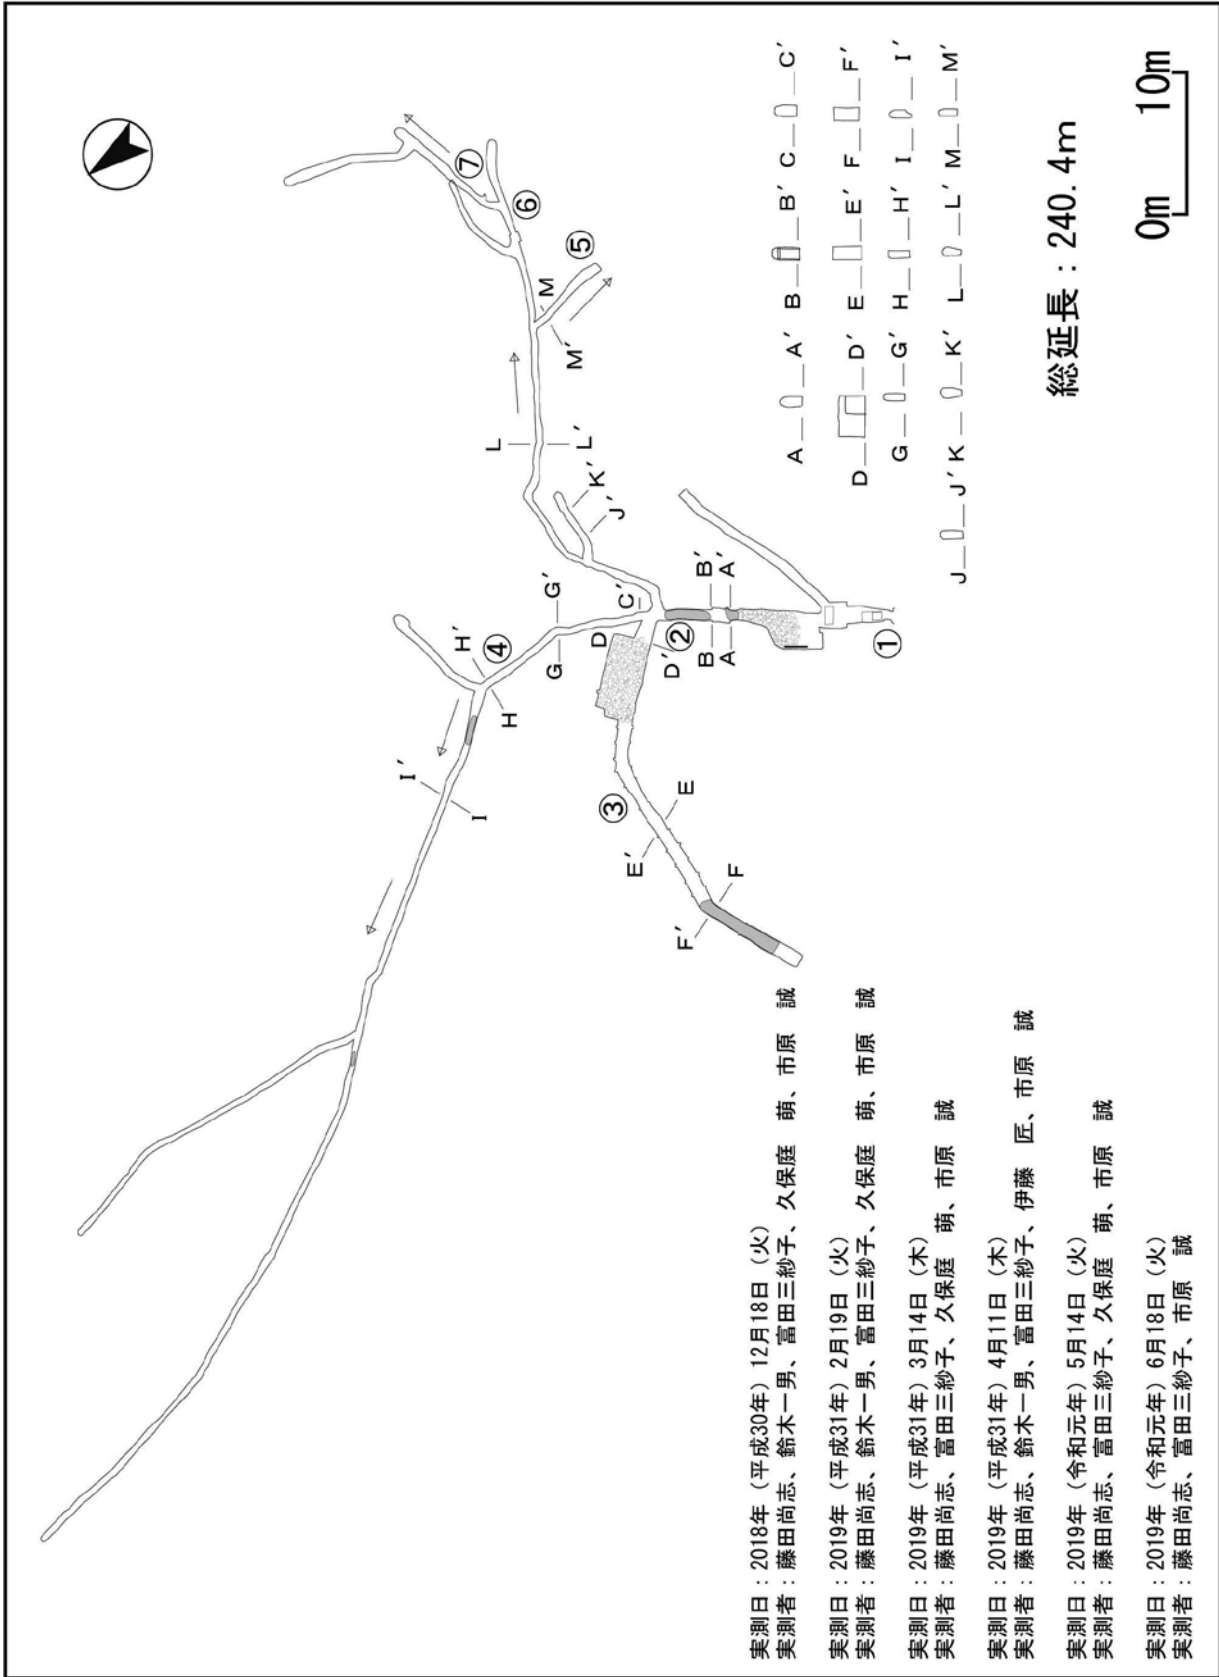 ⑦
⑥
⑤
M
M´
L
L´
K´
J´
G´
G
C´
B´
A´
B
A
D
D´
②
①
H´
④
H
I´
I
③
E
E´
F
F´
A A´ B B´ C C´
D D´ E E´ F F´
G G´ H H´ I I´
J J´ K K´ L L´ M M´
総延長：240.4m
0m 10m
実測日：2018年（平成30年）12月18日（火）
実測者：藤田尚志、鈴木一男、富田三紗子、久保庭　萌、市原　誠
実測日：2019年（平成31年）2月19日（火）
実測者：藤田尚志、鈴木一男、富田三紗子、久保庭　萌、市原　誠
実測日：2019年（平成31年）3月14日（木）
実測者：藤田尚志、富田三紗子、久保庭　萌、市原　誠
実測日：2019年（平成31年）4月11日（木）
実測者：藤田尚志、鈴木一男、富田三紗子、伊藤　匠、市原　誠
実測日：2019年（令和元年）5月14日（火）
実測者：藤田尚志、富田三紗子、久保庭　萌、市原　誠
実測日：2019年（令和元年）6月18日（火）
実測者：藤田尚志、富田三紗子、市原　誠